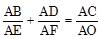 AB/AE + AD/AF = AC/AO